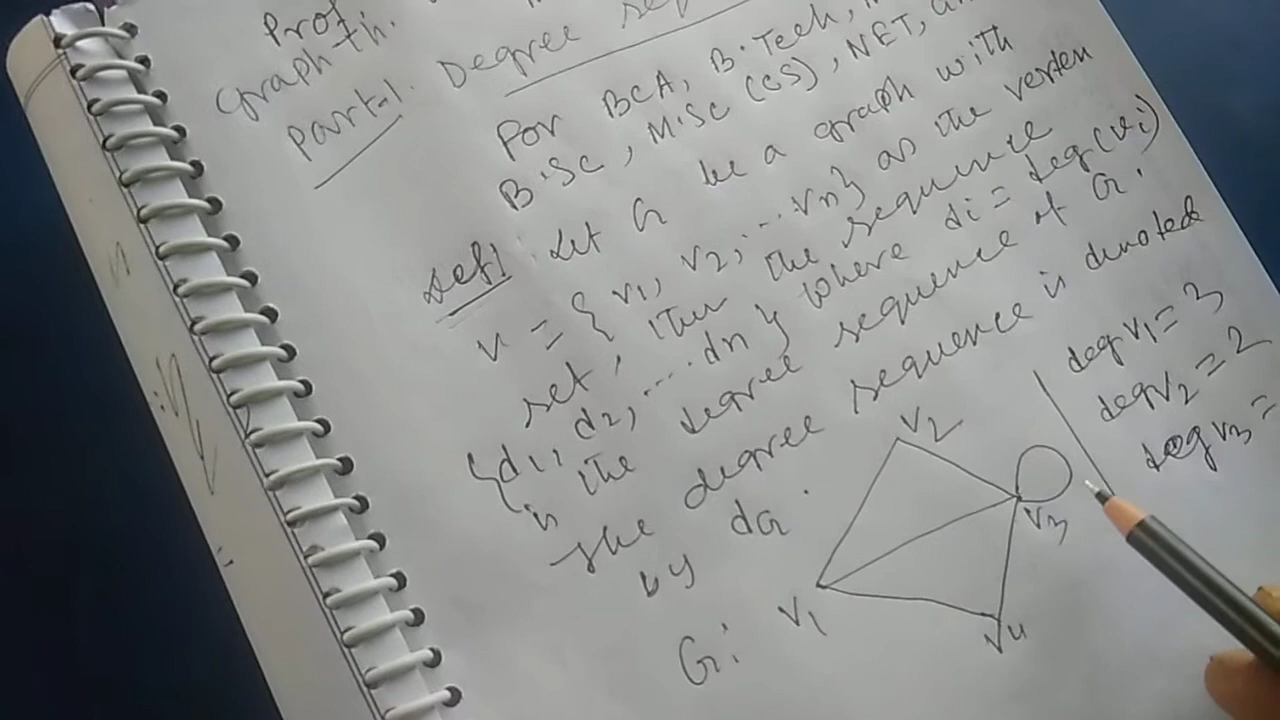 Prof.
Graph th.
Part-1. Degree seq
For BCA, B.Tech,
B.Sc, M.Sc (CS), NET,
Def1: Let G be a graph with
V = { v1, v2, ... vn} as the vertex
set, then the sequence
{d1, d2, ... dn} where di = deg(vi)
is the degree sequence of G.
The degree sequence is denoted
by dG.
G:
V1
V2
V3
V4
deg V1 = 3
deg V2 = 2
deg V3 =